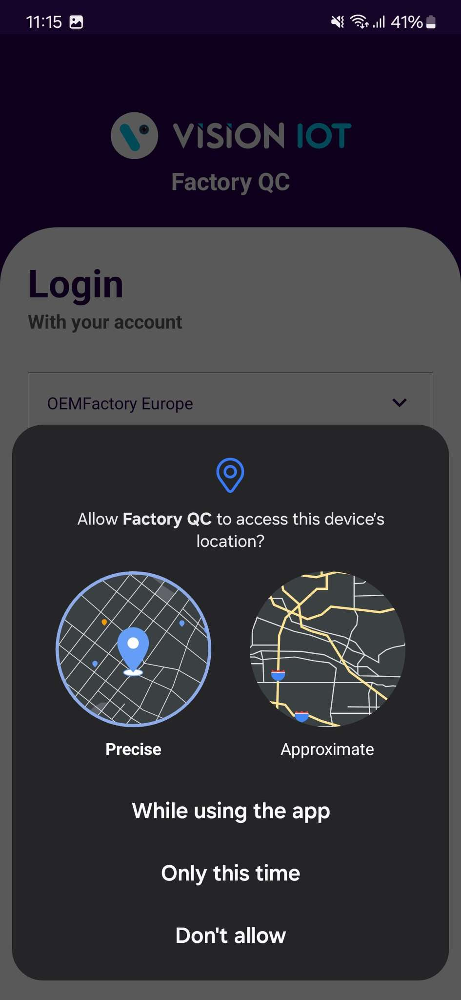 11:15 41%
VISION IOT
Factory QC
Login
With your account
OEMFactory Europe
Allow Factory QC to access this device’s
location?
Precise Approximate
While using the app
Only this time
Don't allow